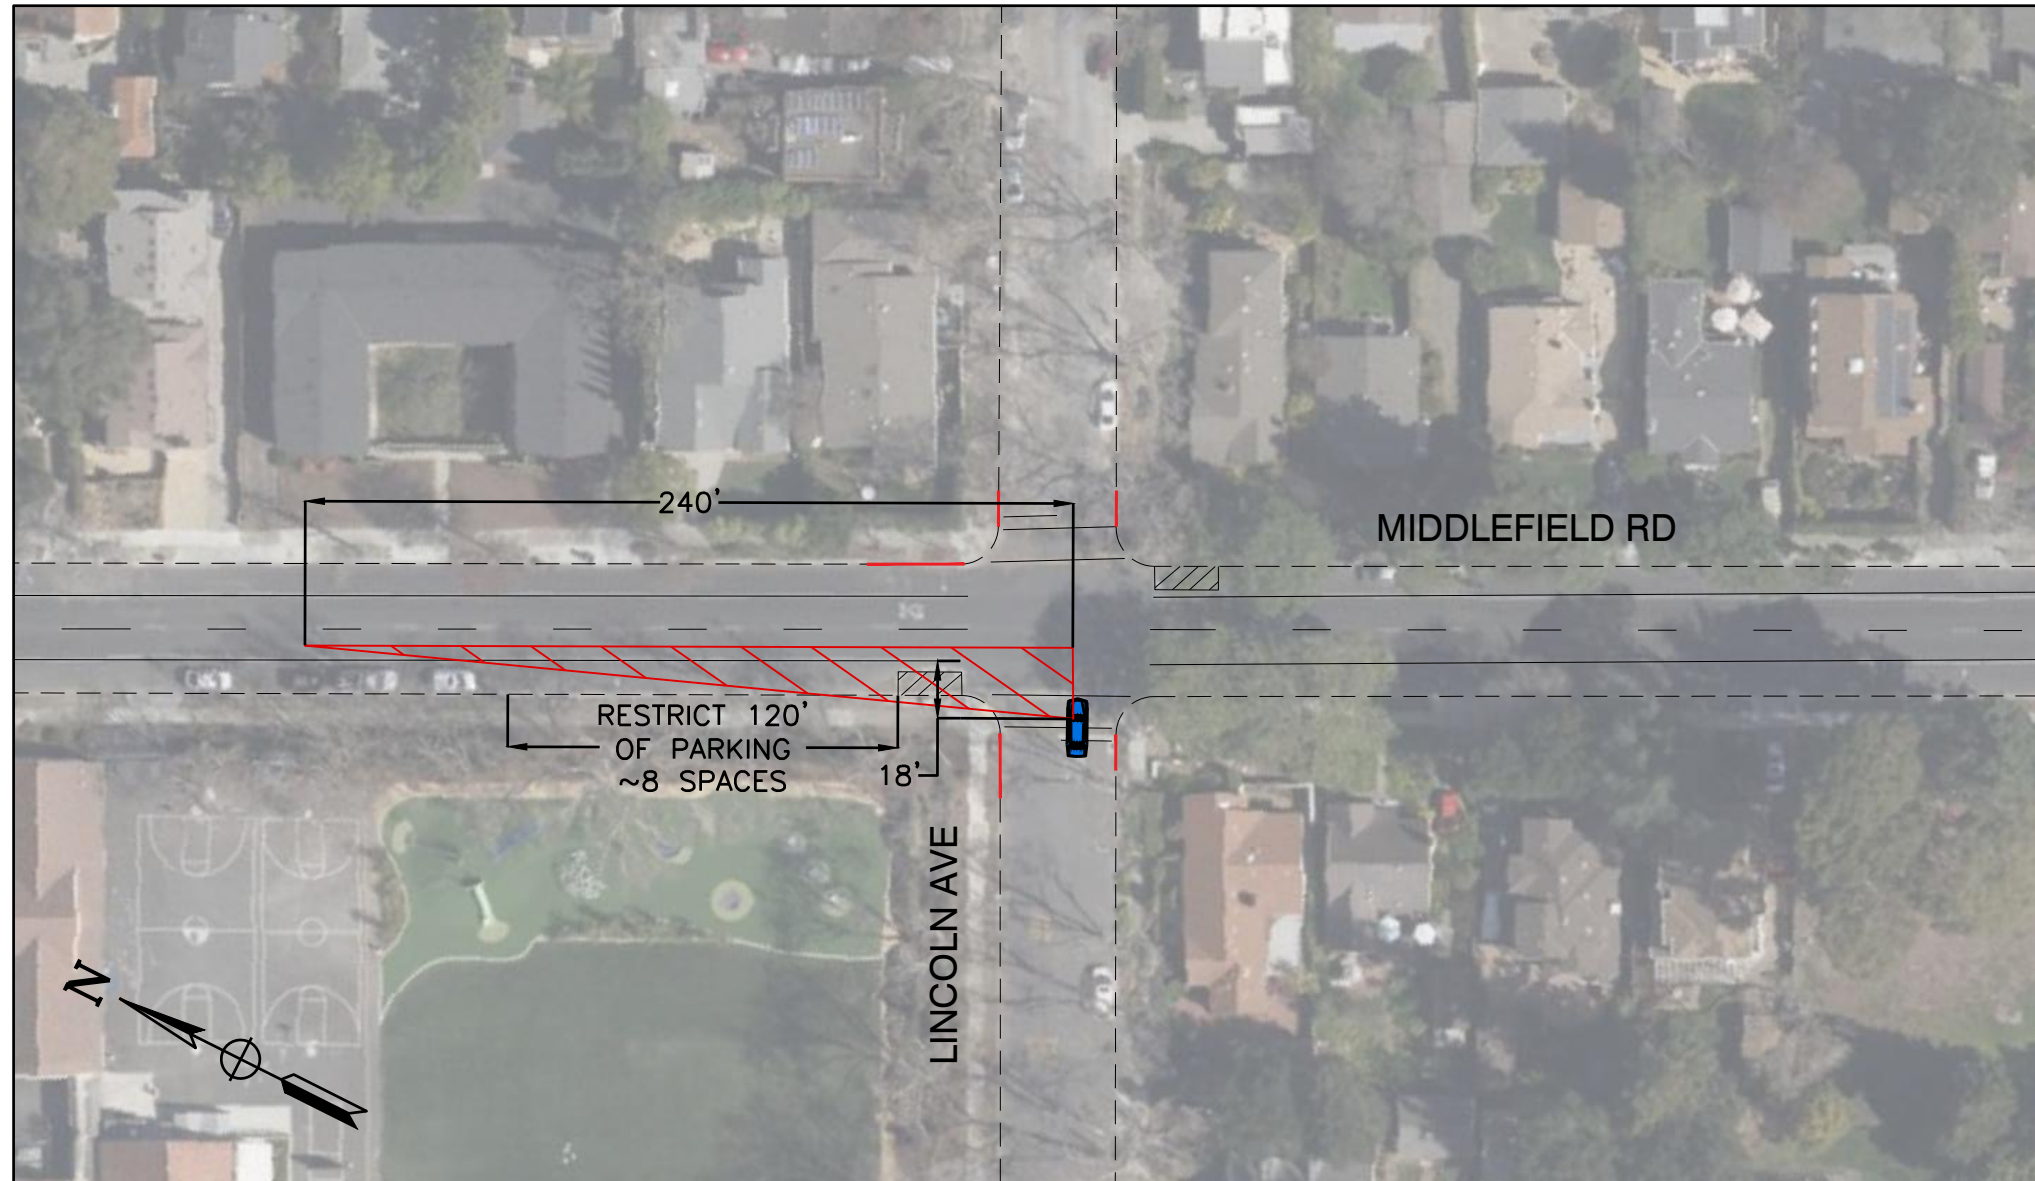 240'
MIDDLEFIELD RD
RESTRICT 120'
OF PARKING
~8 SPACES
18'
LINCOLN AVE
N